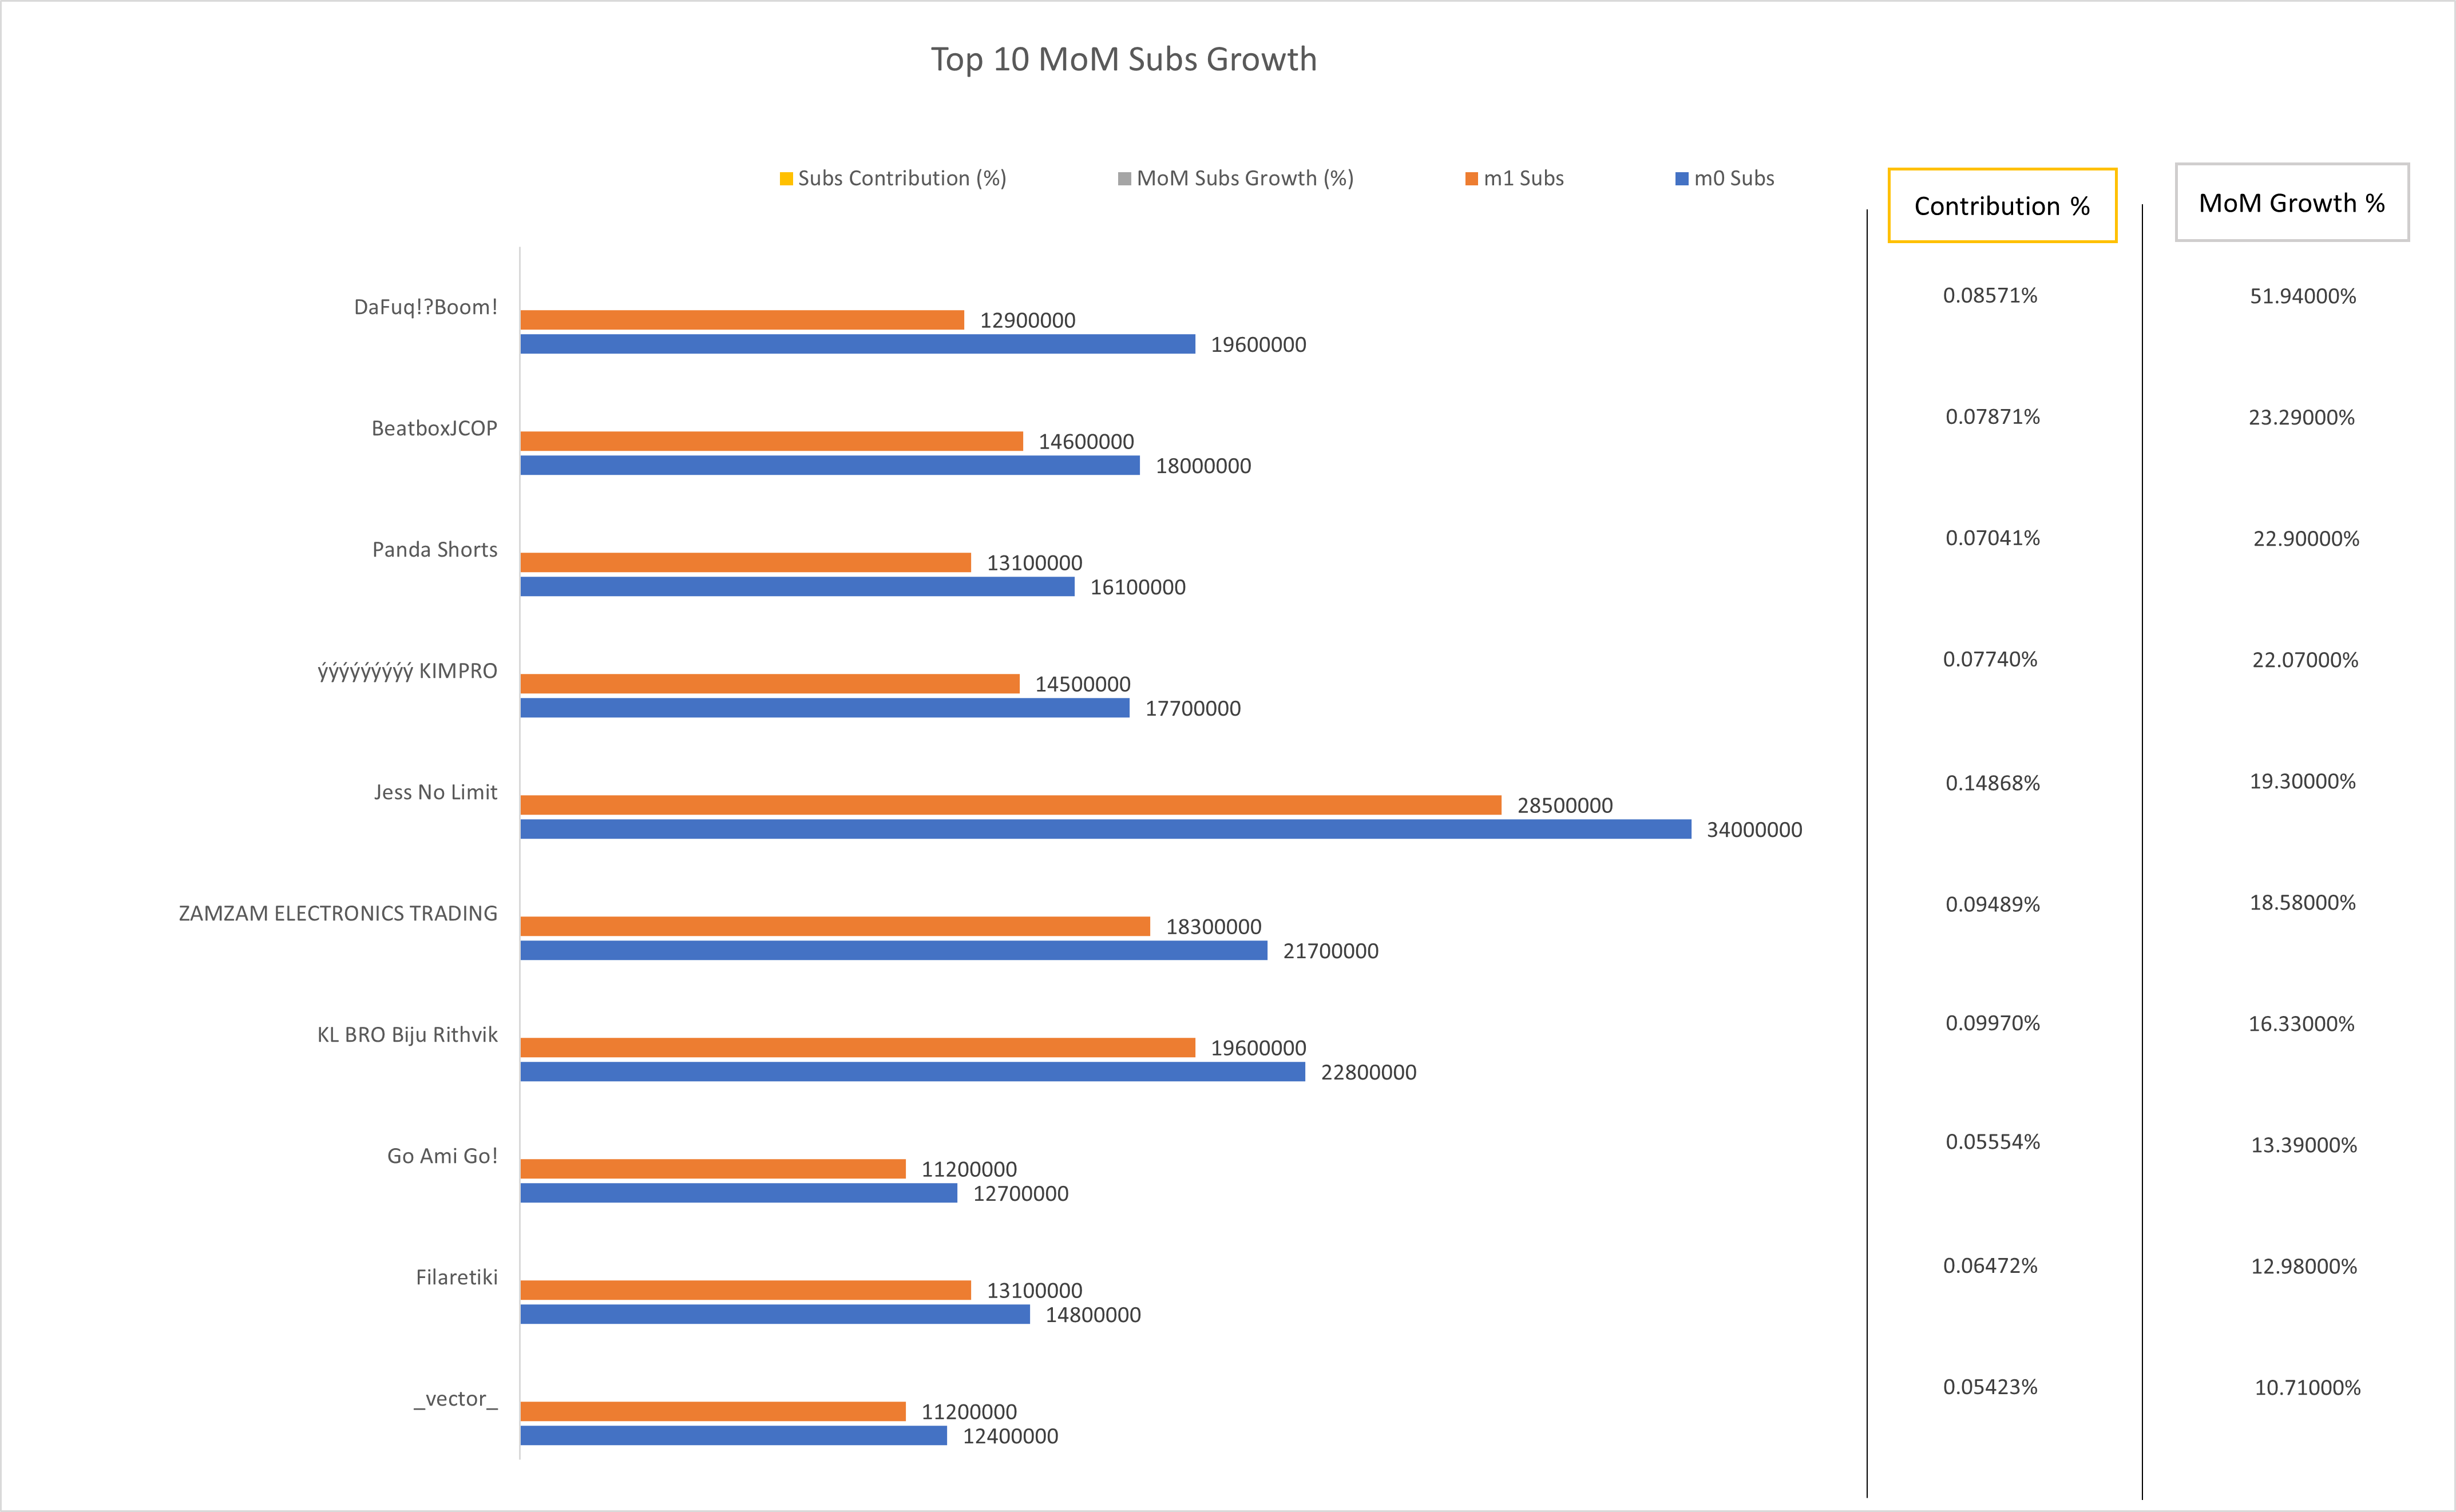 Top 10 MoM Subs Growth
Subs Contribution (%) MoM Subs Growth (%) m1 Subs m0 Subs
Contribution % MoM Growth %
DaFuq!?Boom! 12900000 19600000 0.08571% 51.94000%
BeatboxJCOP 14600000 18000000 0.07871% 23.29000%
Panda Shorts 13100000 16100000 0.07041% 22.90000%
ýýýýýýýýý KIMPRO 14500000 17700000 0.07740% 22.07000%
Jess No Limit 28500000 34000000 0.14868% 19.30000%
ZAMZAM ELECTRONICS TRADING 18300000 21700000 0.09489% 18.58000%
KL BRO Biju Rithvik 19600000 22800000 0.09970% 16.33000%
Go Ami Go! 11200000 12700000 0.05554% 13.39000%
Filaretiki 13100000 14800000 0.06472% 12.98000%
_vector_ 11200000 12400000 0.05423% 10.71000%